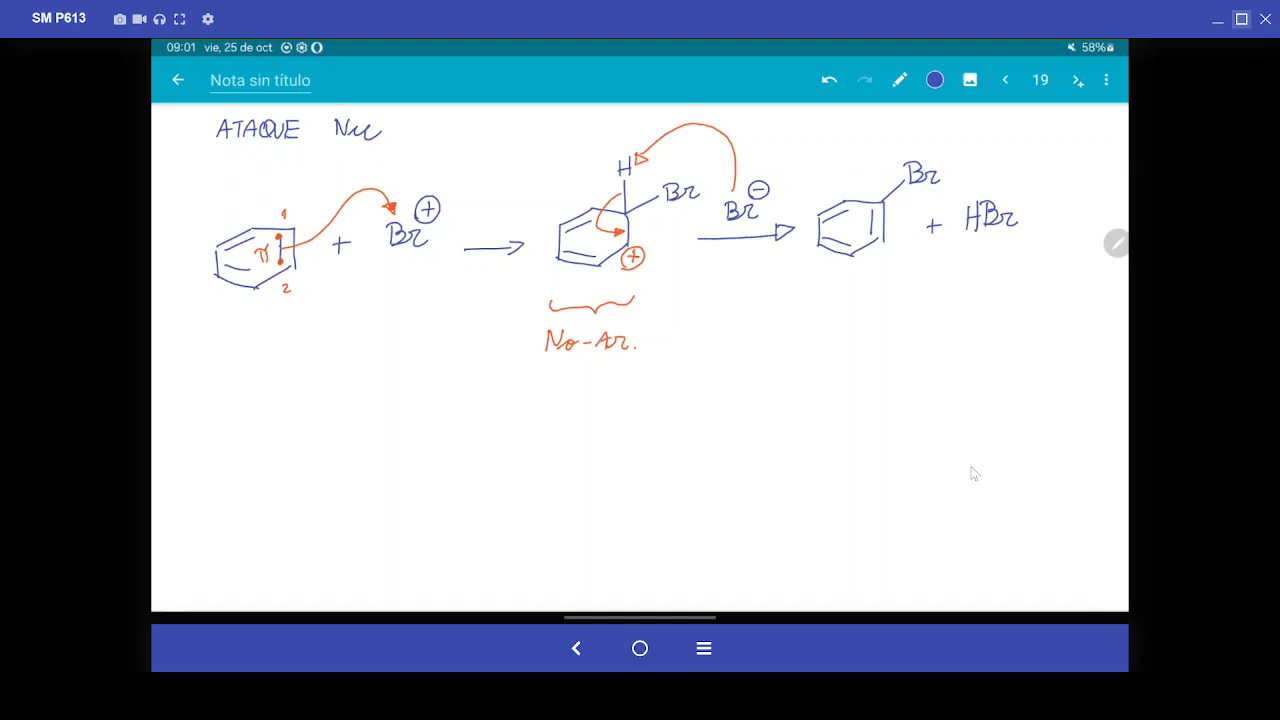 SM P613
09:01 vie, 25 de oct 58%
Nota sin título 19
ATAQUE Nu
H
Br Br
1 Br + Br −
π + + HBr
2 +
No-Ar.